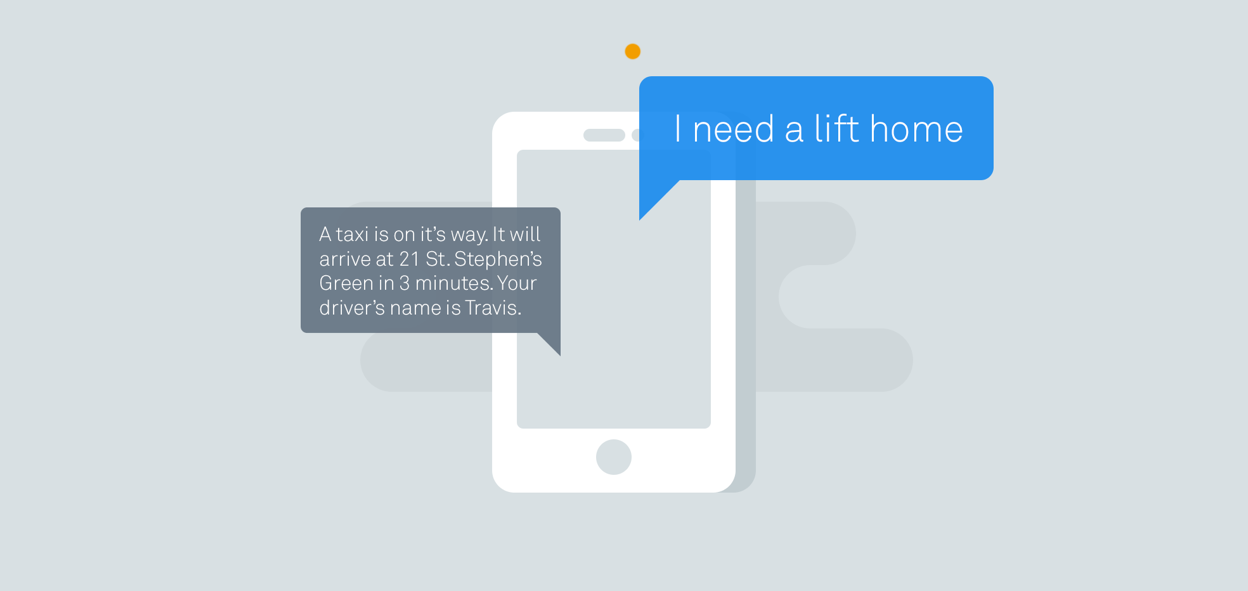 I need a lift home
A taxi is on it’s way. It will
arrive at 21 St. Stephen’s
Green in 3 minutes. Your
driver’s name is Travis.